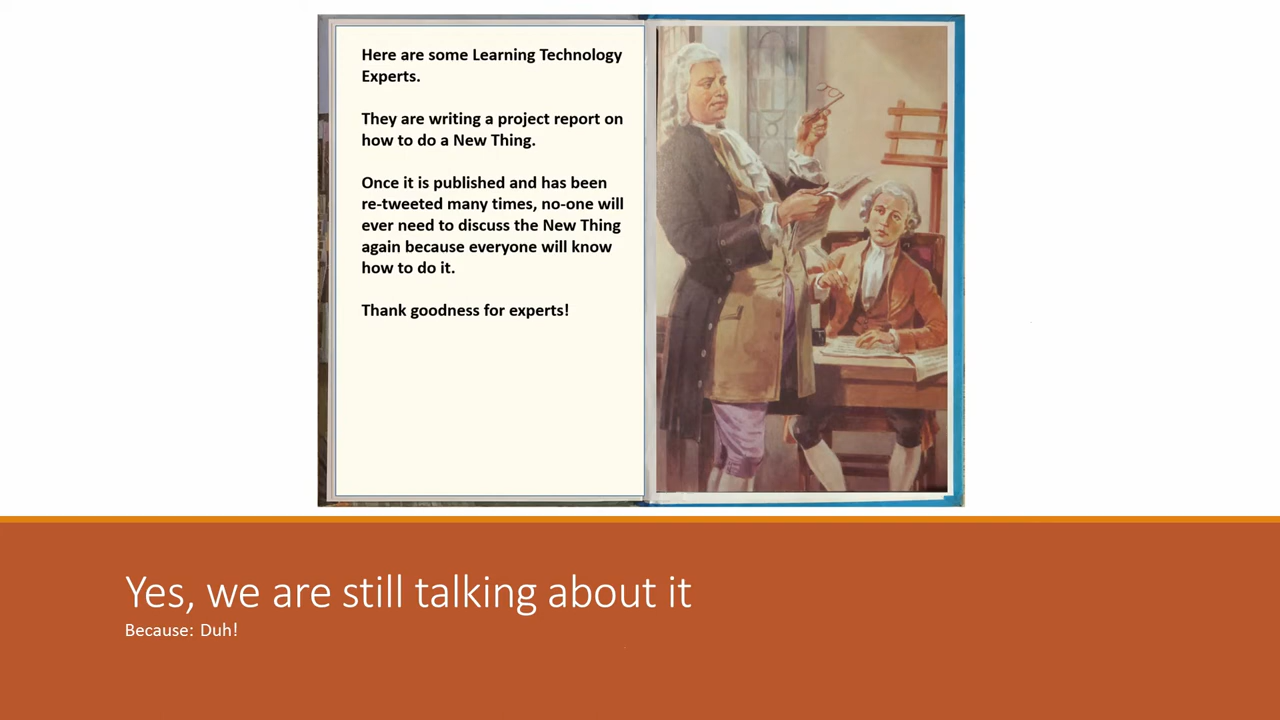 Here are some Learning Technology
Experts.
They are writing a project report on
how to do a New Thing.
Once it is published and has been
re-tweeted many times, no-one will
ever need to discuss the New Thing
again because everyone will know
how to do it.
Thank goodness for experts!
Yes, we are still talking about it
Because: Duh!